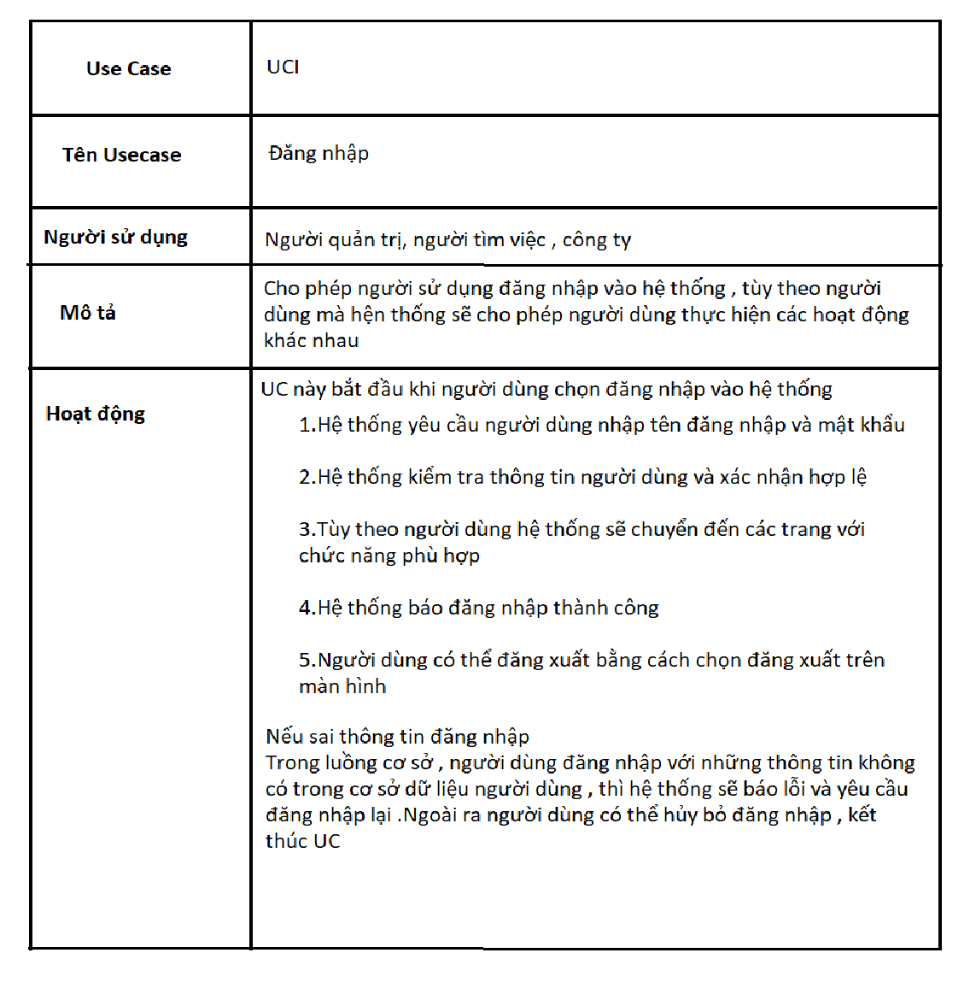 Use Case
UCI
Tên Usecase
Đăng nhập
Người sử dụng
Người quản trị, người tìm việc , công ty
Mô tả
Cho phép người sử dụng đăng nhập vào hệ thống , tùy theo người
dùng mà hện thống sẽ cho phép người dùng thực hiện các hoạt động
khác nhau
Hoạt động
UC này bắt đầu khi người dùng chọn đăng nhập vào hệ thống
1.Hệ thống yêu cầu người dùng nhập tên đăng nhập và mật khẩu
2.Hệ thống kiểm tra thông tin người dùng và xác nhận hợp lệ
3.Tùy theo người dùng hệ thống sẽ chuyển đến các trang với
chức năng phù hợp
4.Hệ thống báo đăng nhập thành công
5.Người dùng có thể đăng xuất bằng cách chọn đăng xuất trên
màn hình
Nếu sai thông tin đăng nhập
Trong luồng cơ sở , người dùng đăng nhập với những thông tin không
có trong cơ sở dữ liệu người dùng , thì hệ thống sẽ báo lỗi và yêu cầu
đăng nhập lại .Ngoài ra người dùng có thể hủy bỏ đăng nhập , kết
thúc UC